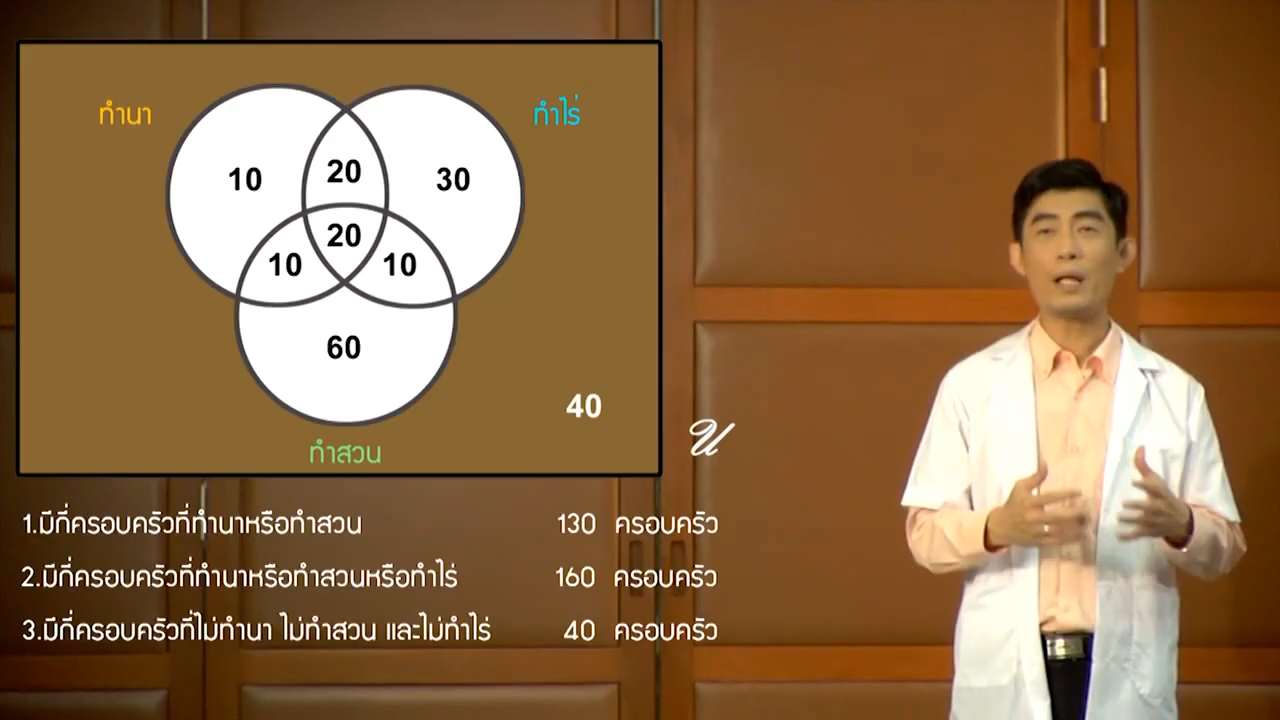 ทำนา
ทำไร่
10
20
30
20
10
10
60
40
U
ทำสวน
1.มีกี่ครอบครัวที่ทำนาหรือทำสวน 130 ครอบครัว
2.มีกี่ครอบครัวที่ทำนาหรือทำสวนหรือทำไร่ 160 ครอบครัว
3.มีกี่ครอบครัวที่ไม่ทำนา ไม่ทำสวน และไม่ทำไร่ 40 ครอบครัว